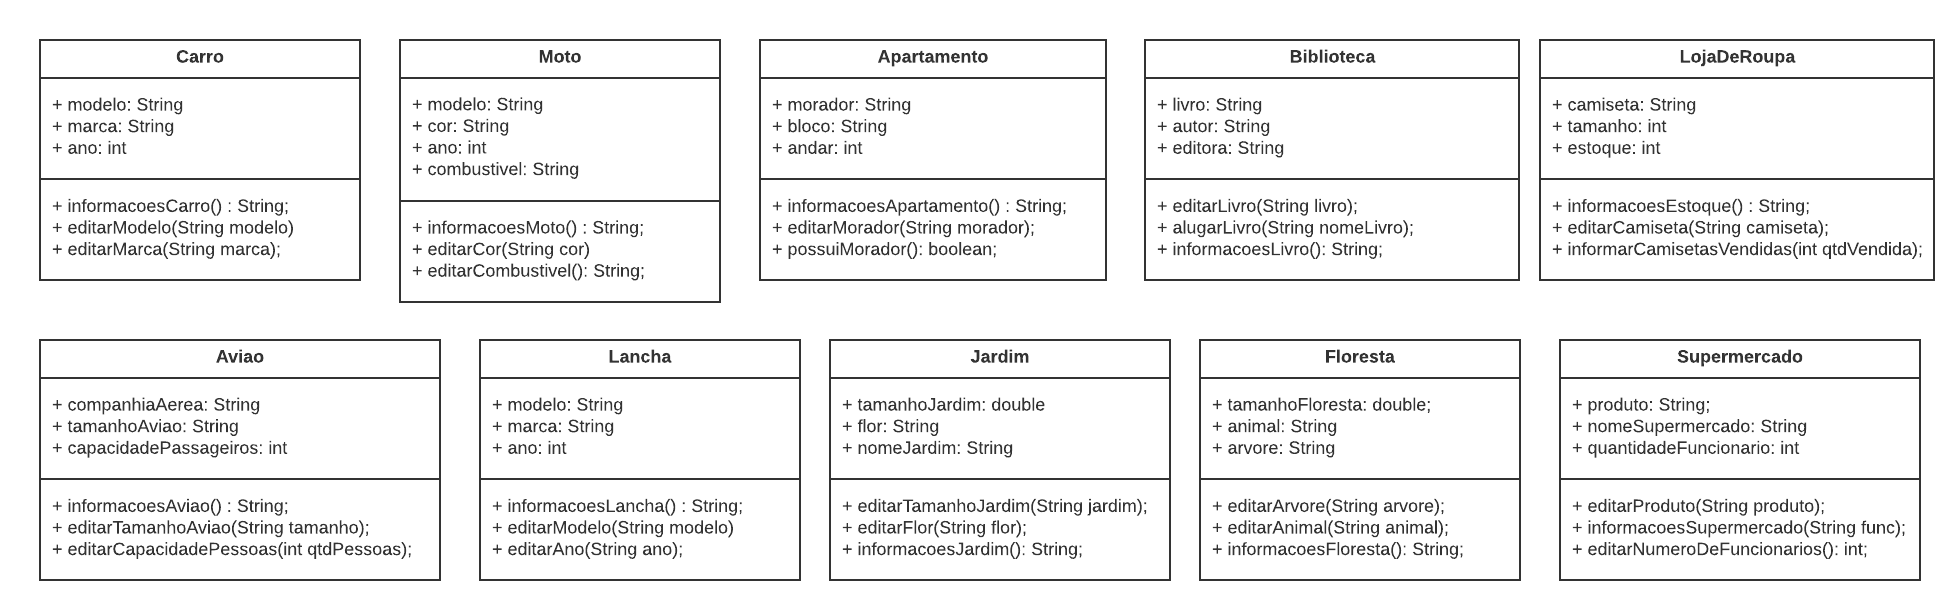 Carro
+ modelo: String
+ marca: String
+ ano: int
+ informacoesCarro() : String;
+ editarModelo(String modelo)
+ editarMarca(String marca);
Moto
+ modelo: String
+ cor: String
+ ano: int
+ combustivel: String
+ informacoesMoto() : String;
+ editarCor(String cor)
+ editarCombustivel(): String;
Apartamento
+ morador: String
+ bloco: String
+ andar: int
+ informacoesApartamento() : String;
+ editarMorador(String morador);
+ possuiMorador(): boolean;
Biblioteca
+ livro: String
+ autor: String
+ editora: String
+ editarLivro(String livro);
+ alugarLivro(String nomeLivro);
+ informacoesLivro(): String;
LojaDeRoupa
+ camiseta: String
+ tamanho: int
+ estoque: int
+ informacoesEstoque() : String;
+ editarCamiseta(String camiseta);
+ informarCamisetasVendidas(int qtdVendida);
Aviao
+ companhiaAerea: String
+ tamanhoAviao: String
+ capacidadePassageiros: int
+ informacoesAviao() : String;
+ editarTamanhoAviao(String tamanho);
+ editarCapacidadePessoas(int qtdPessoas);
Lancha
+ modelo: String
+ marca: String
+ ano: int
+ informacoesLancha() : String;
+ editarModelo(String modelo)
+ editarAno(String ano);
Jardim
+ tamanhoJardim: double
+ flor: String
+ nomeJardim: String
+ editarTamanhoJardim(String jardim);
+ editarFlor(String flor);
+ informacoesJardim(): String;
Floresta
+ tamanhoFloresta: double;
+ animal: String
+ arvore: String
+ editarArvore(String arvore);
+ editarAnimal(String animal);
+ informacoesFloresta(): String;
Supermercado
+ produto: String;
+ nomeSupermercado: String
+ quantidadeFuncionario: int
+ editarProduto(String produto);
+ informacoesSupermercado(String func);
+ editarNumeroDeFuncionarios(): int;